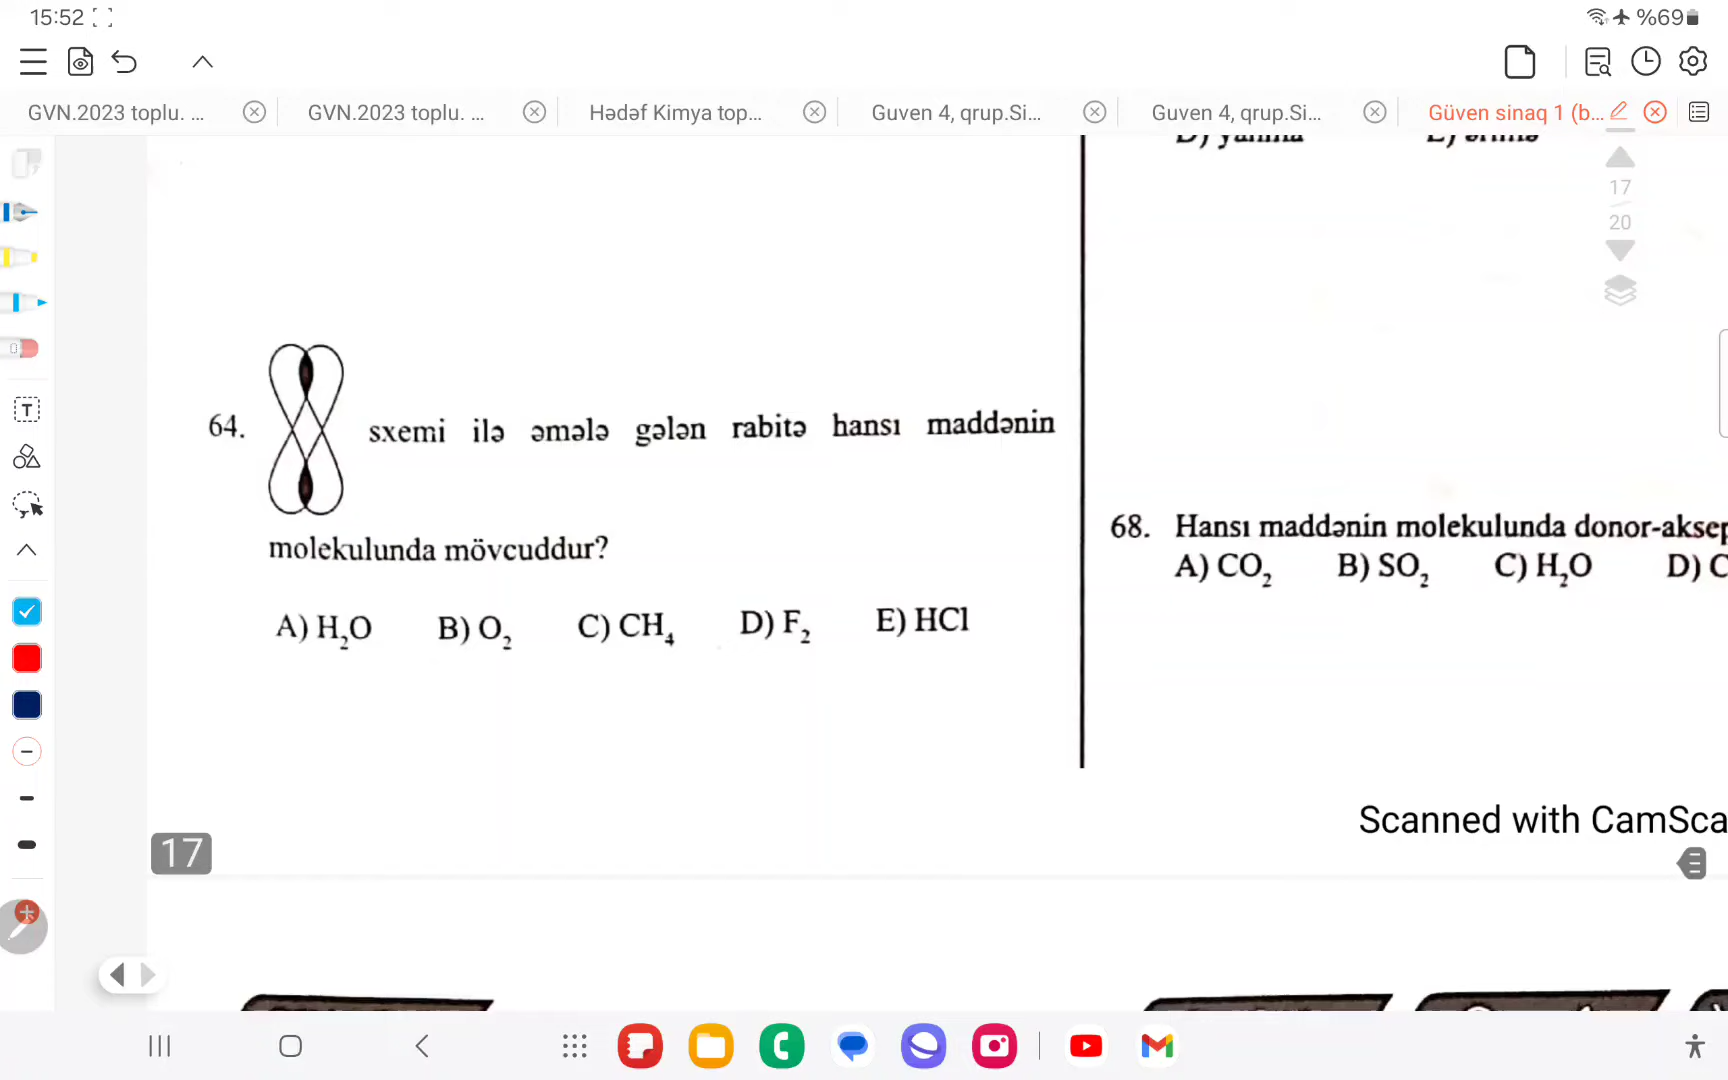 15:52
%69
GVN.2023 toplu. ...
GVN.2023 toplu. ...
Hədəf Kimya top...
Guven 4, qrup.Si...
Guven 4, qrup.Si...
Güven sinaq 1 (b...
17
20
64.
sxemi ilə əmələ gələn rabitə hansı maddənin
molekulunda mövcuddur?
A) H₂O B) O₂ C) CH₄ D) F₂ E) HCl
D) yanma E) ərimə
68. Hansı maddənin molekulunda donor-aksep
A) CO₂ B) SO₂ C) H₂O D) C
Scanned with CamSca
17